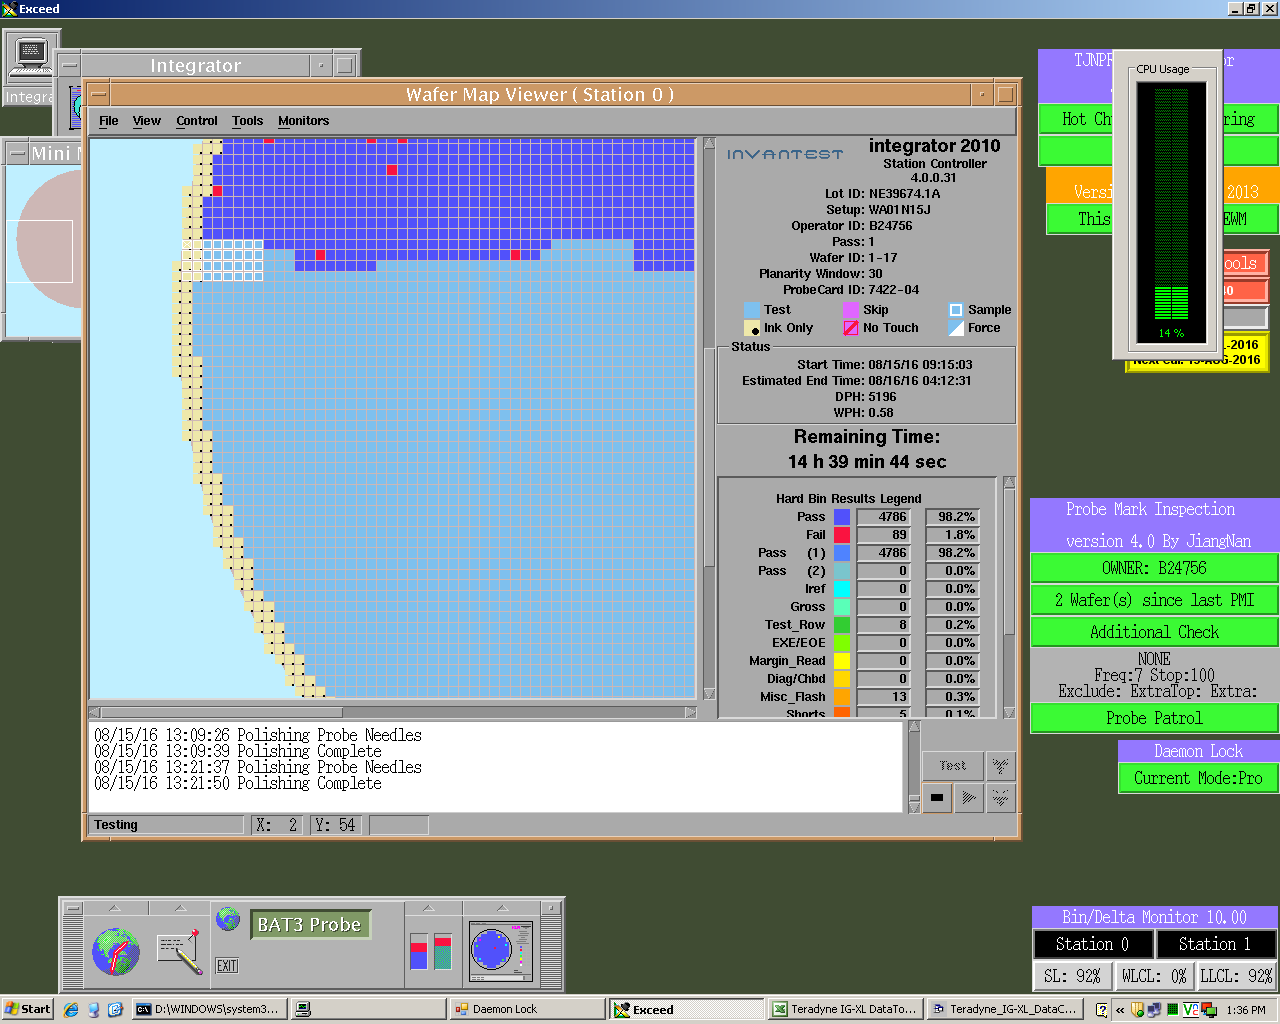 Exceed
Integra
Integrator
Mini
Wafer Map Viewer ( Station 0 )
File View Control Tools Monitors
INVANTEST
integrator 2010
Station Controller
4.0.0.31
Lot ID: NE39674.1A
Setup: WA01N15J
Operator ID: B24756
Pass: 1
Wafer ID: 1-17
Planarity Window: 30
ProbeCard ID: 7422-04
Test Skip Sample
Ink Only No Touch Force
Status
Start Time: 08/15/16 09:15:03
Estimated End Time: 08/16/16 04:12:31
DPH: 5196
WPH: 0.58
Remaining Time:
14 h 39 min 44 sec
Hard Bin Results Legend
Pass 4786 98.2%
Fail 89 1.8%
Pass (1) 4786 98.2%
Pass (2) 0 0.0%
Iref 0 0.0%
Gross 0 0.0%
Test_Row 8 0.2%
EXE/EOE 0 0.0%
Margin_Read 0 0.0%
Diag/Chbd 0 0.0%
Misc_Flash 13 0.3%
Shorts 5 0.1%
08/15/16 13:09:26 Polishing Probe Needles
08/15/16 13:09:39 Polishing Complete
08/15/16 13:21:37 Polishing Probe Needles
08/15/16 13:21:50 Polishing Complete
Test
Testing X: 2 Y: 54
TJNPR or
Hot Ch ring
Versi 2013
This EWM
ools
40
-2016
Next Cal: 15-AUG-2016
CPU Usage
14 %
Probe Mark Inspection
version 4.0 By JiangNan
OWNER: B24756
2 Wafer(s) since last PMI
Additional Check
NONE
Freq:7 Stop:100
Exclude: ExtraTop: Extra:
Probe Patrol
Daemon Lock
Current Mode:Pro
BAT3 Probe
EXIT
Bin/Delta Monitor 10.00
Station 0 Station 1
SL: 92% WLCL: 0% LLCL: 92%
Start D:\WINDOWS\system3... Daemon Lock Exceed Teradyne IG-XL DataTo... Teradyne_IG-XL_DataC... 1:36 PM